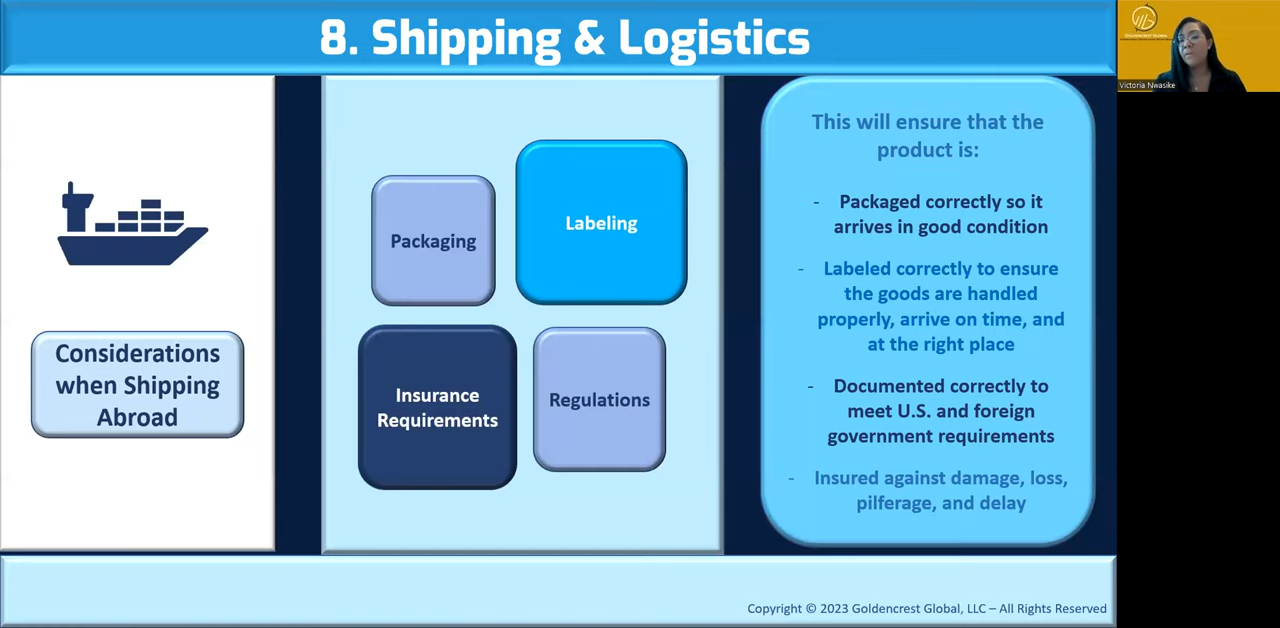 8. Shipping & Logistics
GOLDENCREST GLOBAL
Victoria Nwasike
Considerations
when Shipping
Abroad
Packaging
Labeling
Insurance
Requirements
Regulations
This will ensure that the
product is:
- Packaged correctly so it
arrives in good condition
- Labeled correctly to ensure
the goods are handled
properly, arrive on time, and
at the right place
- Documented correctly to
meet U.S. and foreign
government requirements
- Insured against damage, loss,
pilferage, and delay
Copyright © 2023 Goldencrest Global, LLC – All Rights Reserved